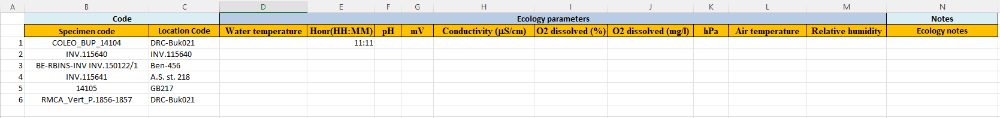 A B C D E F G H I J K L M N
Code Ecology parameters Notes
Specimen code Location Code Water temperature Hour(HH:MM) pH mV Conductivity (µS/cm) O2 dissolved (%) O2 dissolved (mg/l) hPa Air temperature Relative humidity Ecology notes
1 COLEO_BUP_14104 DRC-Buk021 11:11
2 INV.115640 INV.115640
3 BE-RBINS-INV INV.150122/1 Ben-456
4 INV.115641 A.S. st. 218
5 14105 GB217
6 RMCA_Vert_P.1856-1857 DRC-Buk021